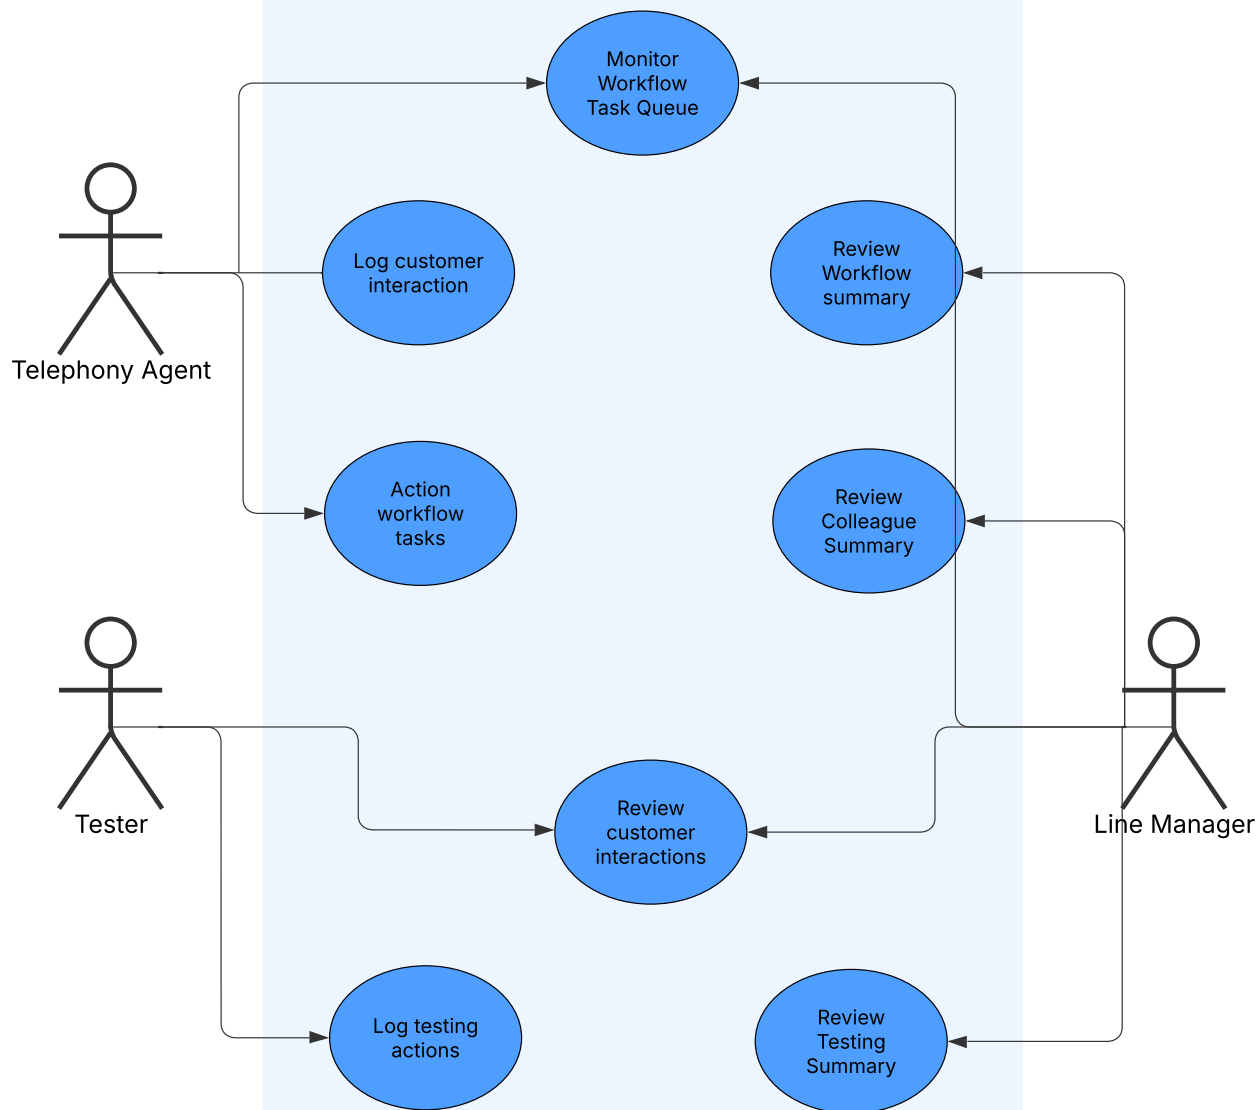 Monitor
Workflow
Task Queue
Log customer
interaction
Review
Workflow
summary
Telephony Agent
Action
workflow
tasks
Review
Colleague
Summary
Tester
Review
customer
interactions
Line Manager
Log testing
actions
Review
Testing
Summary